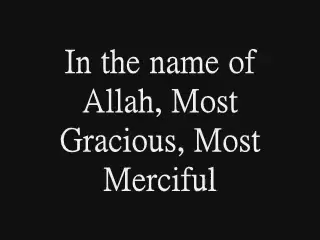 In the name of
Allah, Most
Gracious, Most
Merciful